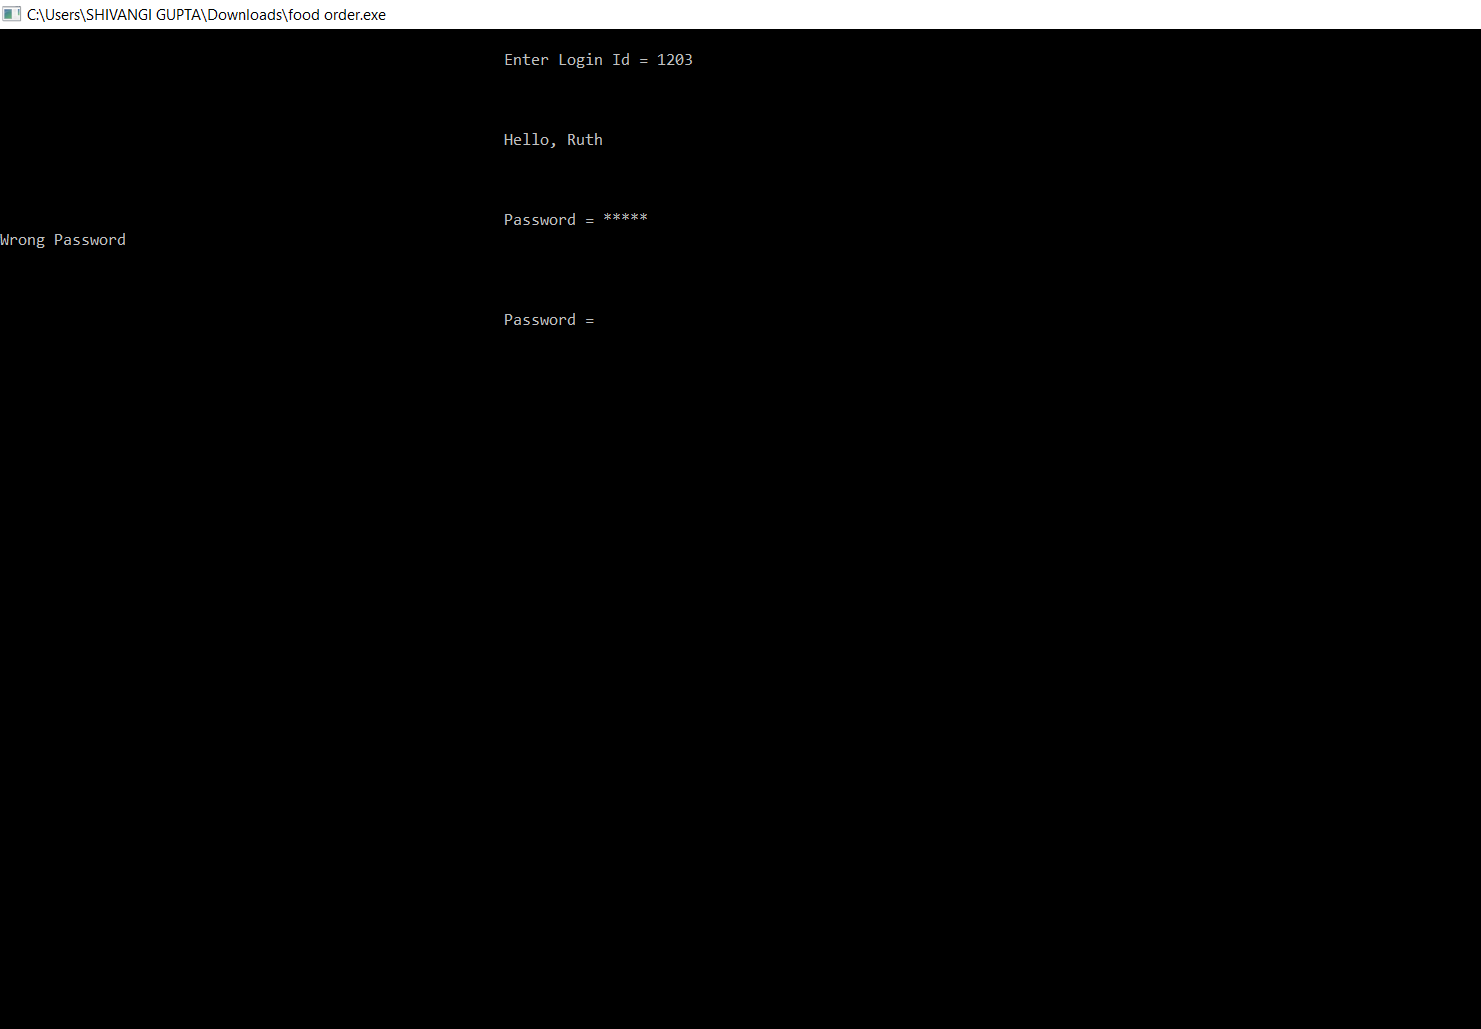 C:\Users\SHIVANGI GUPTA\Downloads\food order.exe
Enter Login Id = 1203
Hello, Ruth
Password = *****
Wrong Password
Password =